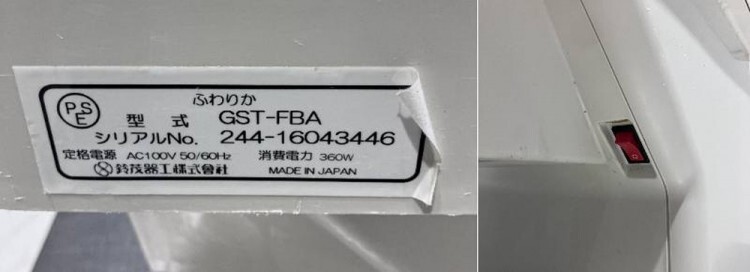 ふわりか
PSE 型式 GST-FBA
シリアルNo. 244-16043446
定格電源 AC100V 50/60Hz 消費電力 360W
鈴茂器工株式會社 MADE IN JAPAN